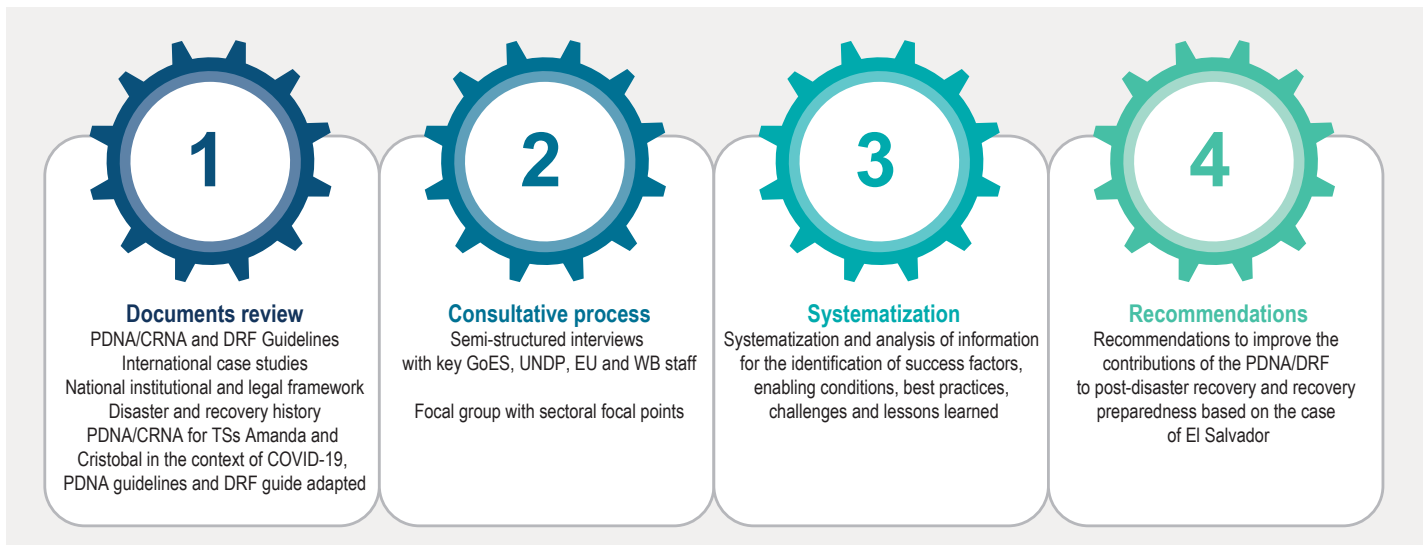 1
Documents review
PDNA/CRNA and DRF Guidelines
International case studies
National institutional and legal framework
Disaster and recovery history
PDNA/CRNA for TSs Amanda and
Cristobal in the context of COVID-19,
PDNA guidelines and DRF guide adapted
2
Consultative process
Semi-structured interviews
with key GoES, UNDP, EU and WB staff
Focal group with sectoral focal points
3
Systematization
Systematization and analysis of information
for the identification of success factors,
enabling conditions, best practices,
challenges and lessons learned
4
Recommendations
Recommendations to improve the
contributions of the PDNA/DRF
to post-disaster recovery and recovery
preparedness based on the case
of El Salvador